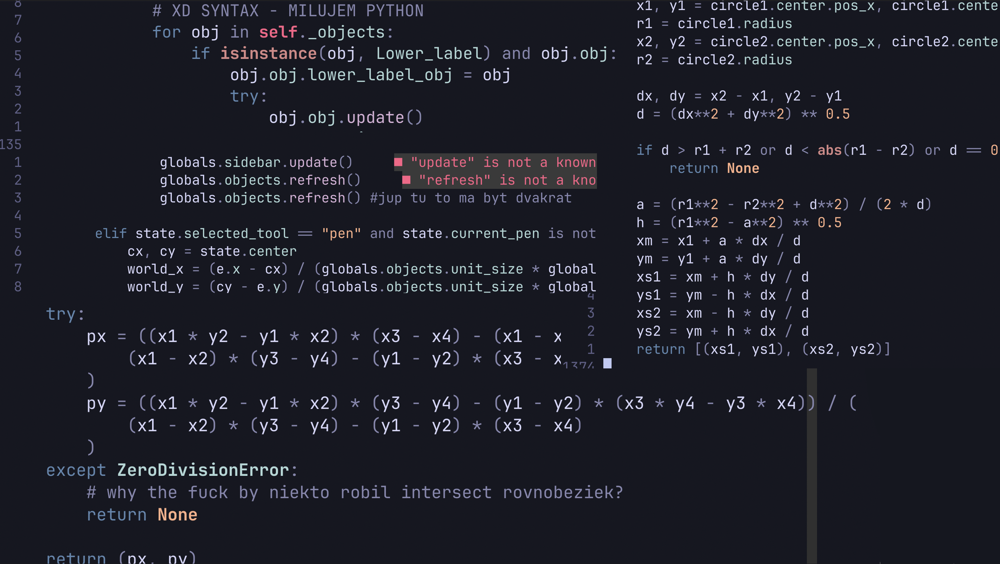 8
# XD SYNTAX - MILUJEM PYTHON
7
for obj in self._objects:
6
if isinstance(obj, Lower_label) and obj.obj:
5
obj.obj.lower_label_obj = obj
4
try:
3
obj.obj.update()
2
1
135
1 globals.sidebar.update() ■ "update" is not a known
2 globals.objects.refresh() ■ "refresh" is not a kno
3 globals.objects.refresh() #jup tu to ma byt dvakrat
4
5 elif state.selected_tool == "pen" and state.current_pen is not
6 cx, cy = state.center
7 world_x = (e.x - cx) / (globals.objects.unit_size * global
8 world_y = (cy - e.y) / (globals.objects.unit_size * global
try:
px = ((x1 * y2 - y1 * x2) * (x3 - x4) - (x1 - x
(x1 - x2) * (y3 - y4) - (y1 - y2) * (x3 - x
)
py = ((x1 * y2 - y1 * x2) * (y3 - y4) - (y1 - y2) * (x3 * y4 - y3 * x4)) / (
(x1 - x2) * (y3 - y4) - (y1 - y2) * (x3 - x4)
)
except ZeroDivisionError:
# why the fuck by niekto robil intersect rovnobeziek?
return None
return (px, py)
x1, y1 = circle1.center.pos_x, circle1.cente
r1 = circle1.radius
x2, y2 = circle2.center.pos_x, circle2.cente
r2 = circle2.radius
dx, dy = x2 - x1, y2 - y1
d = (dx**2 + dy**2) ** 0.5
if d > r1 + r2 or d < abs(r1 - r2) or d == 0
return None
a = (r1**2 - r2**2 + d**2) / (2 * d)
h = (r1**2 - a**2) ** 0.5
xm = x1 + a * dx / d
ym = y1 + a * dy / d
xs1 = xm + h * dy / d
4 ys1 = ym - h * dx / d
3 xs2 = xm - h * dy / d
2 ys2 = ym + h * dx / d
1 return [(xs1, ys1), (xs2, ys2)]
1374